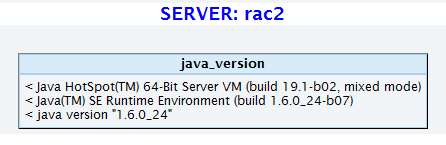 SERVER: rac2
java_version
< Java HotSpot(TM) 64-Bit Server VM (build 19.1-b02, mixed mode)
< Java(TM) SE Runtime Environment (build 1.6.0_24-b07)
< java version "1.6.0_24"